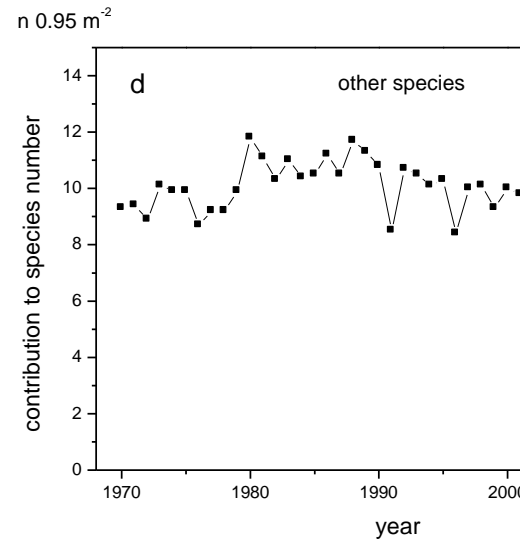 n 0.95 m-2
d
other species
contribution to species number
14
12
10
8
6
4
2
0
1970
1980
1990
2000
year